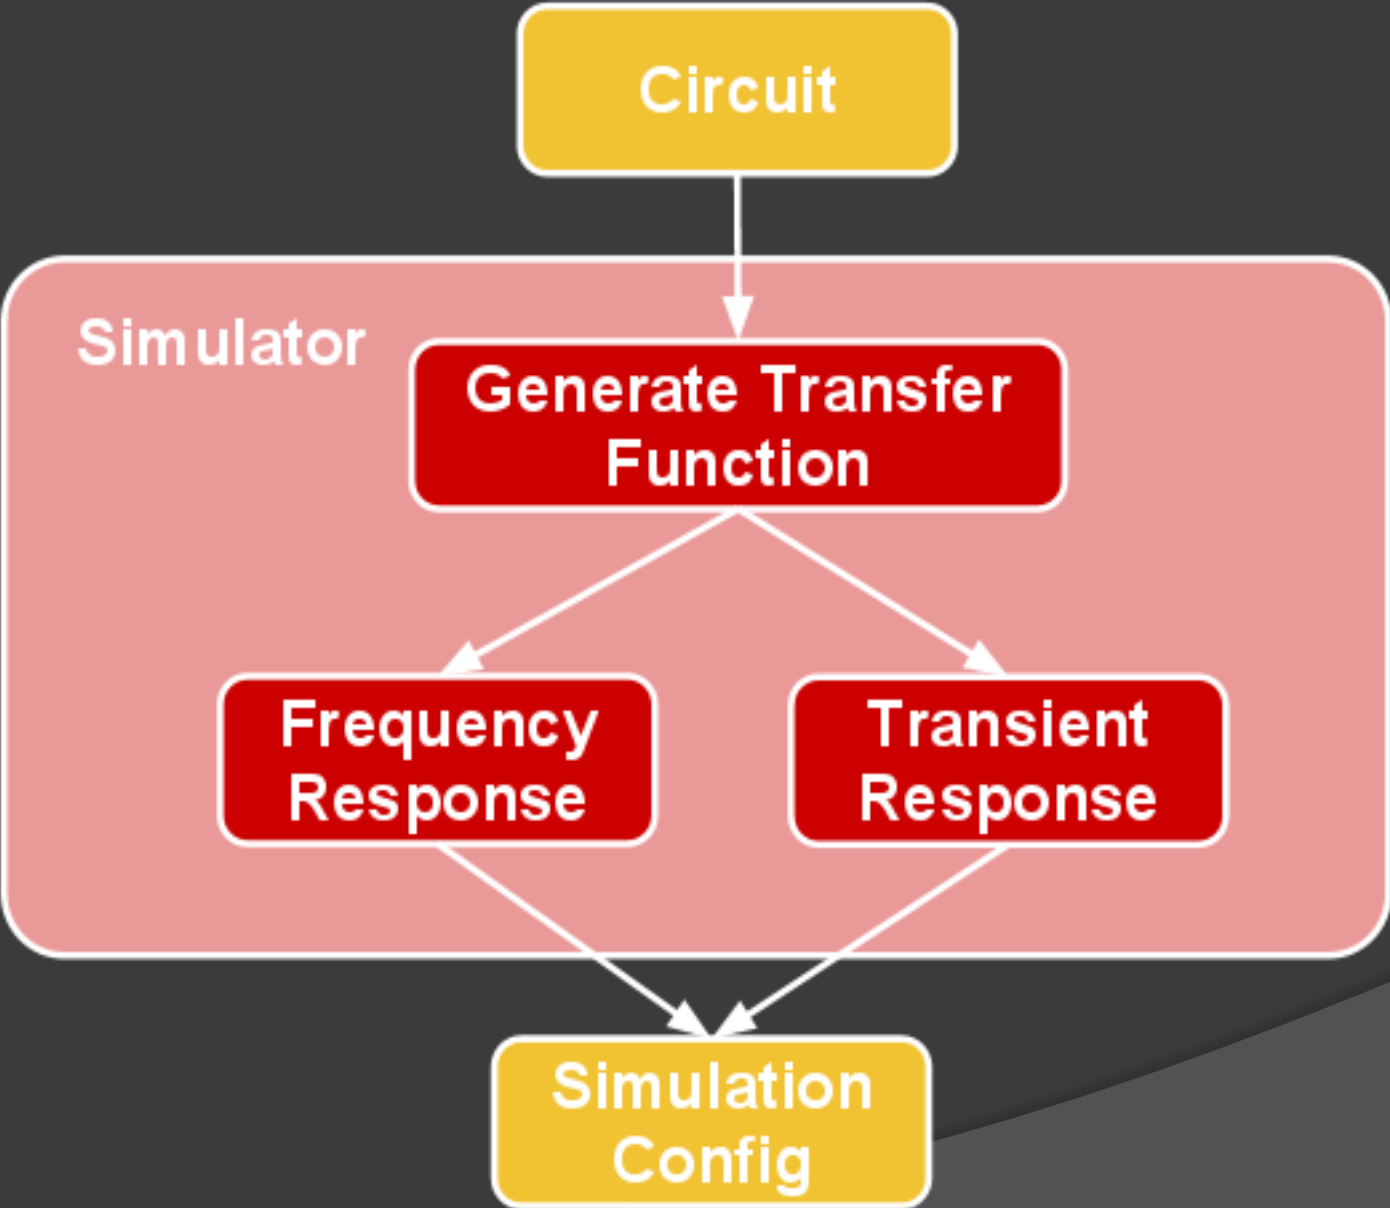 Circuit
Simulator
Generate Transfer
Function
Frequency
Response
Transient
Response
Simulation
Config